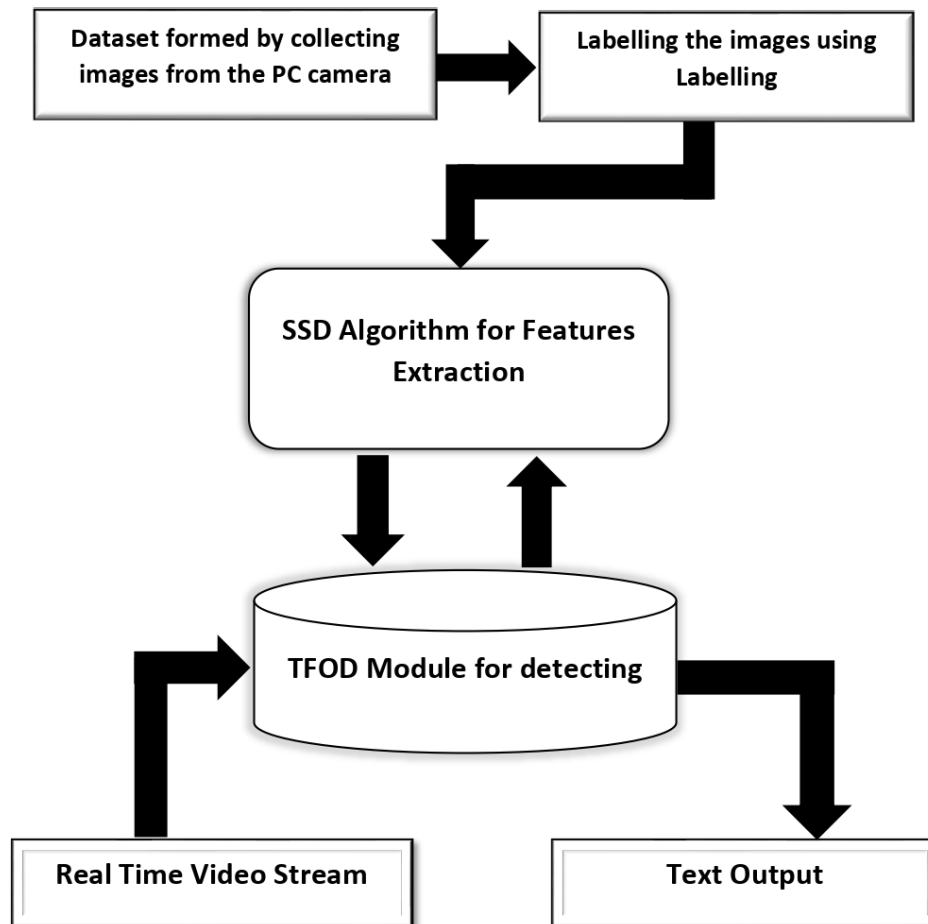 Dataset formed by collecting
images from the PC camera
Labelling the images using
Labelling
SSD Algorithm for Features
Extraction
TFOD Module for detecting
Real Time Video Stream
Text Output